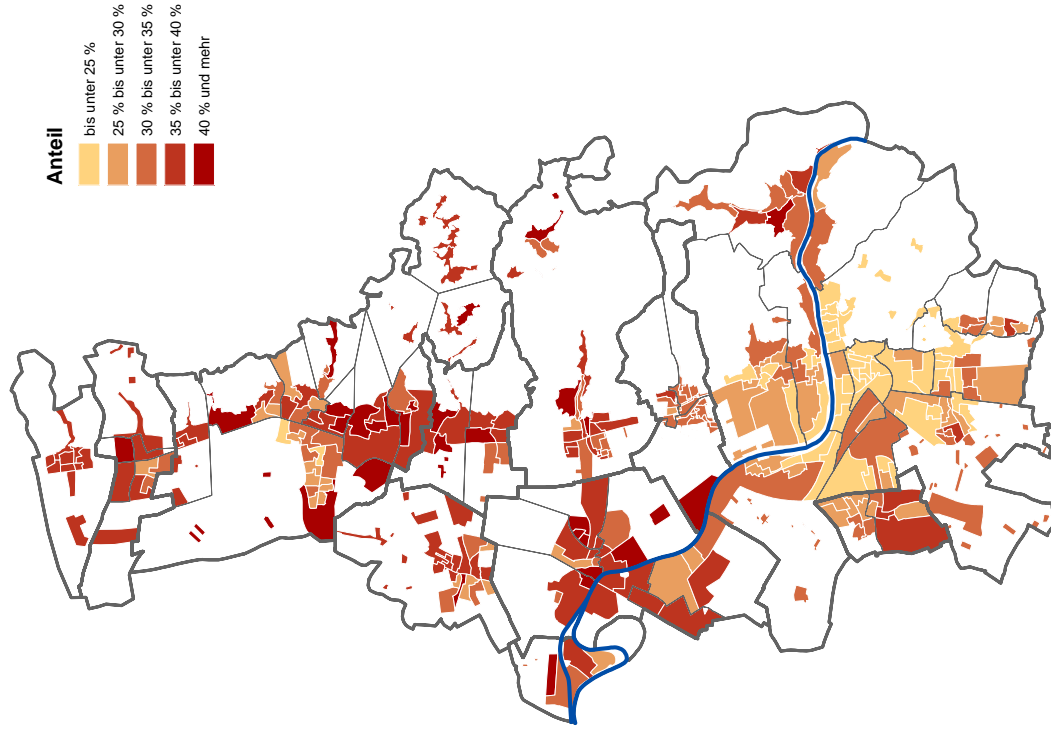 Anteil
bis unter 25 %
25 % bis unter 30 %
30 % bis unter 35 %
35 % bis unter 40 %
40 % und mehr